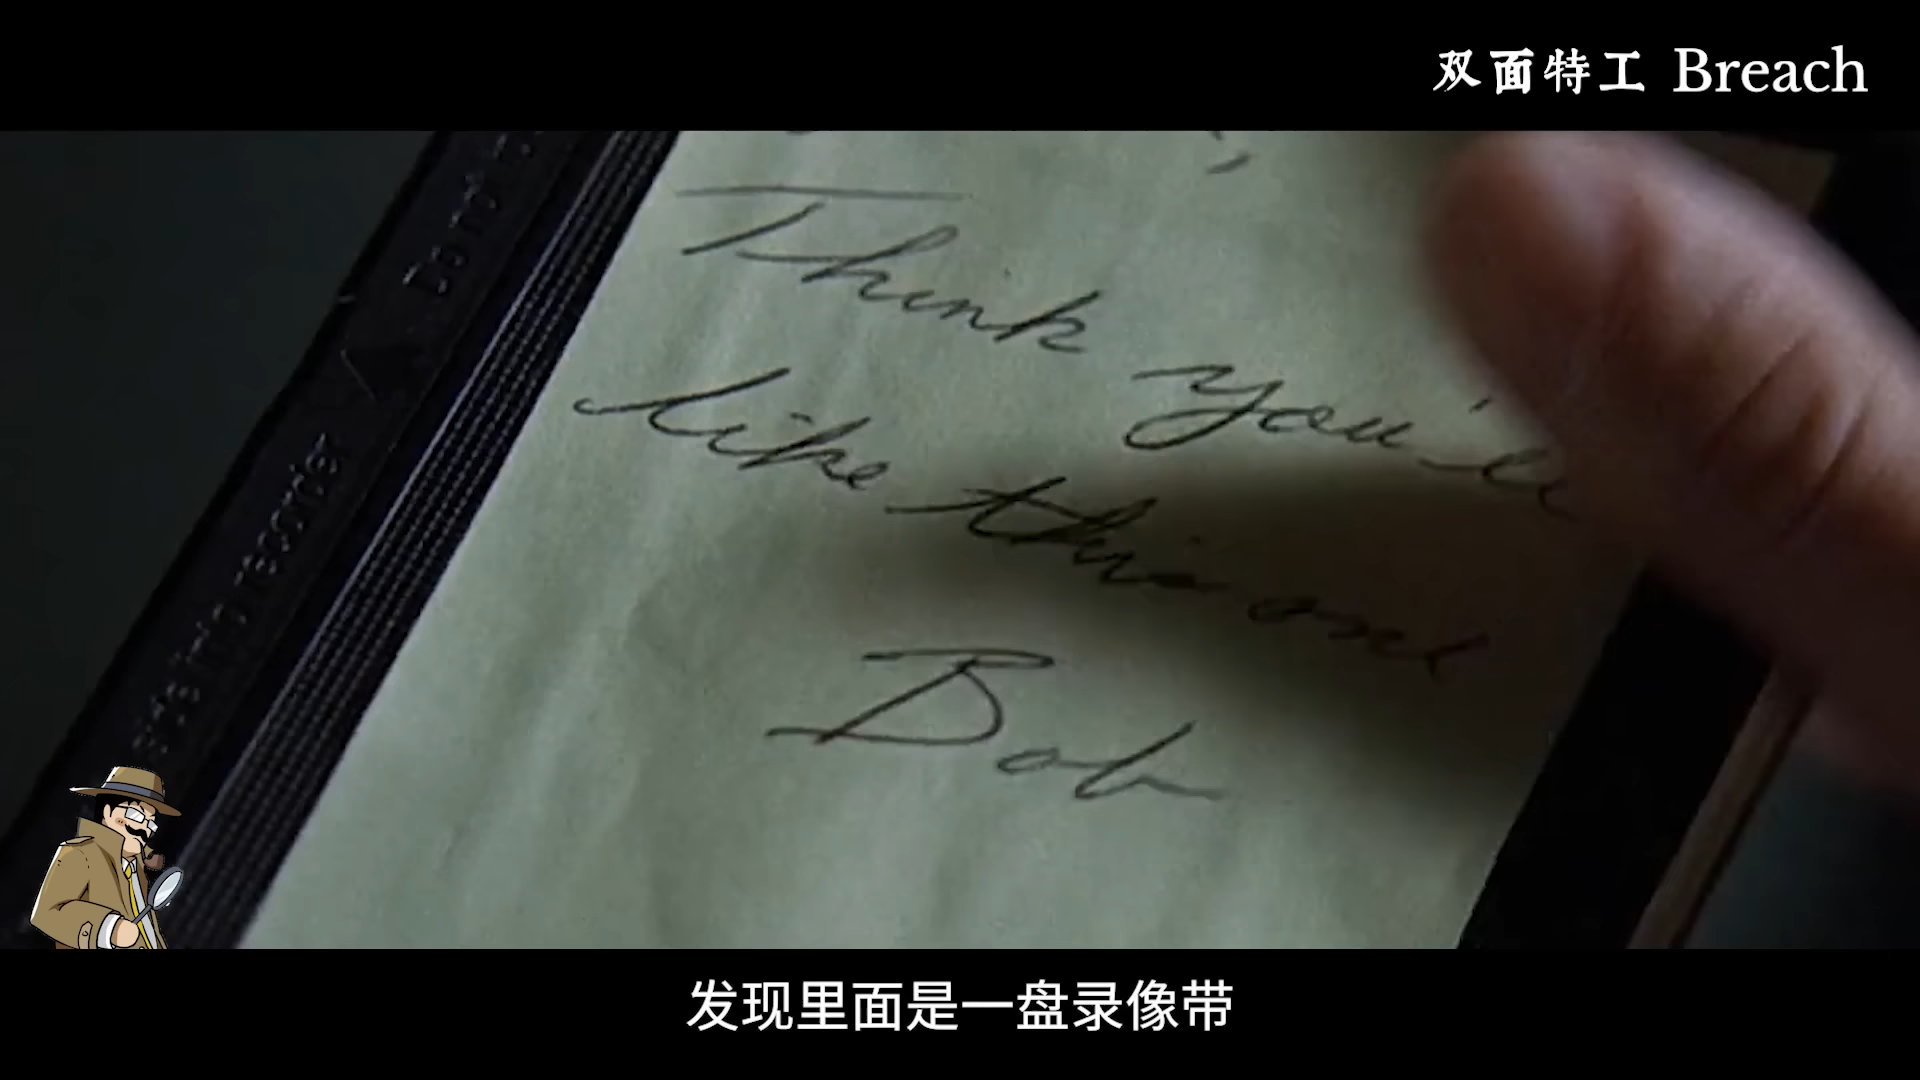 双面特工 Breach
Think you'll
like this one
Bob
recorder
发现里面是一盘录像带